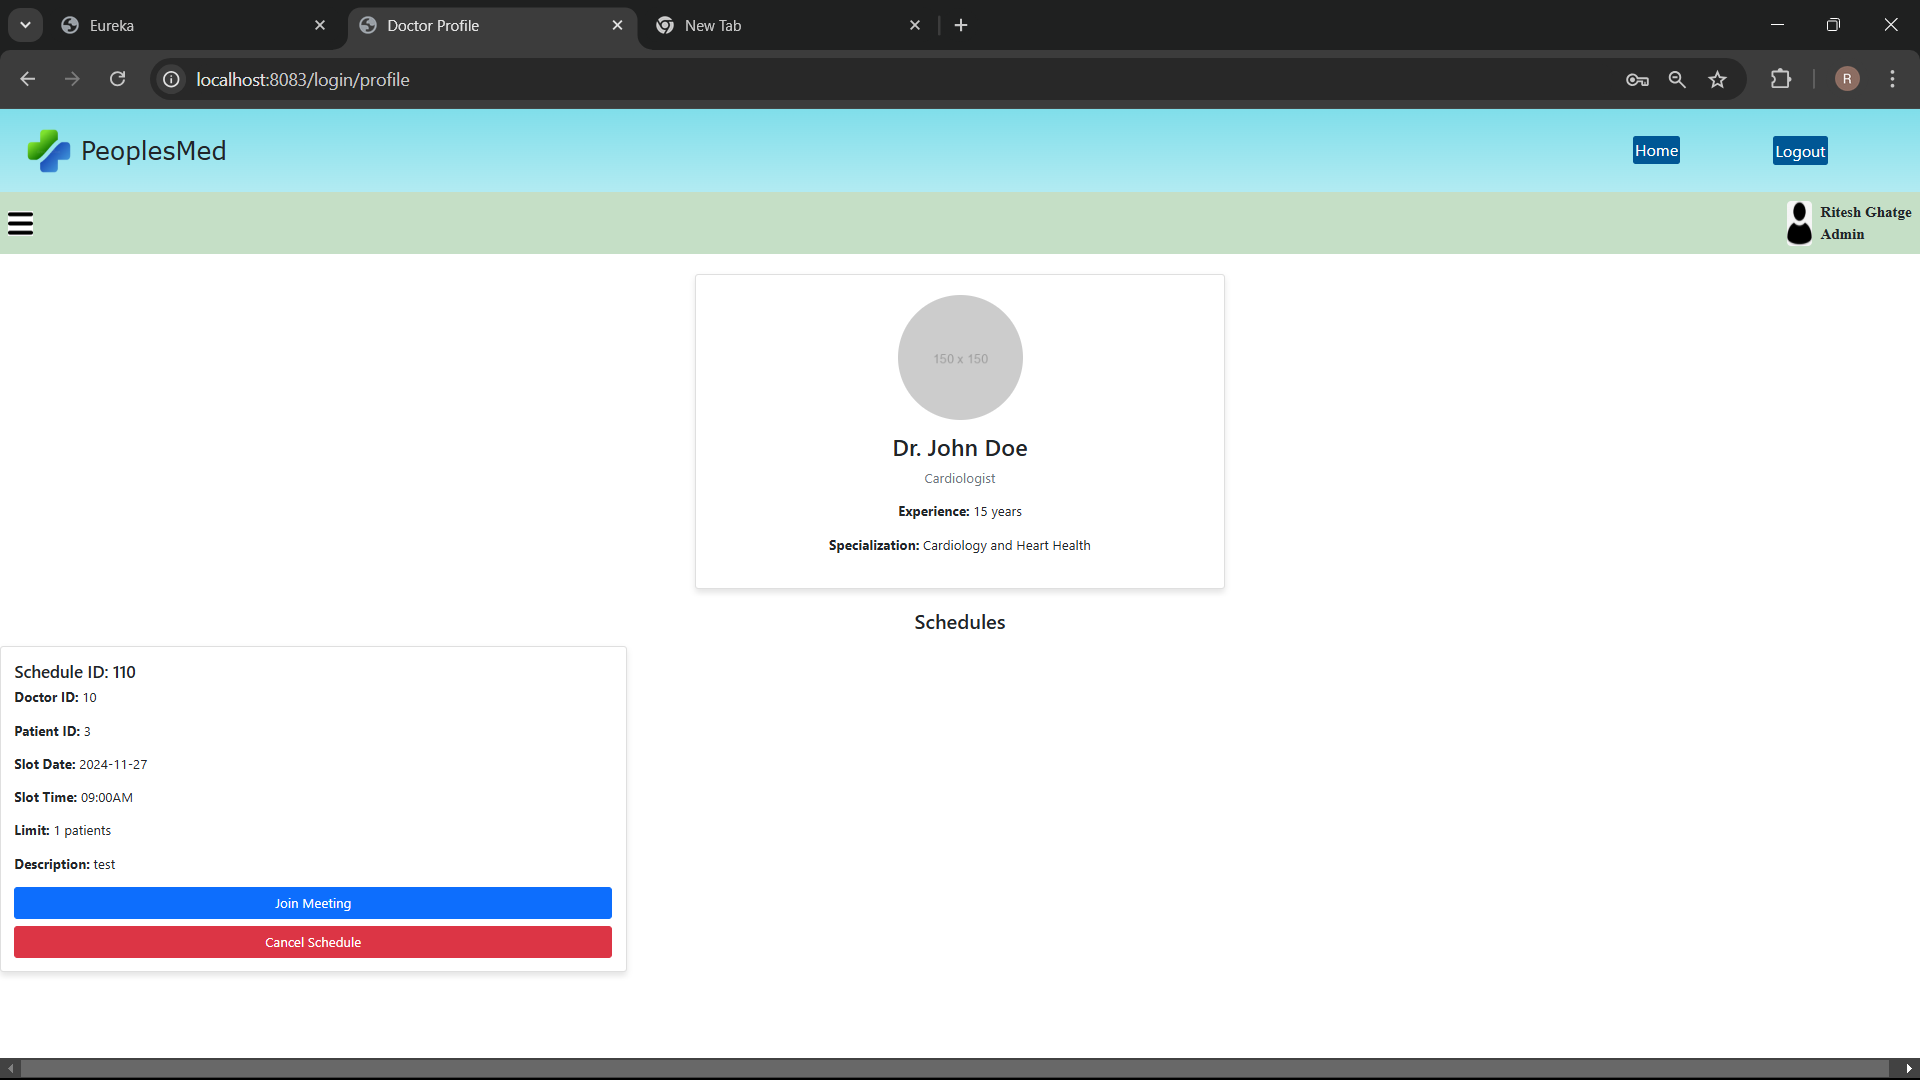 Eureka
Doctor Profile
New Tab
localhost:8083/login/profile
R
PeoplesMed
Home
Logout
Ritesh Ghatge
Admin
150 x 150
Dr. John Doe
Cardiologist
Experience: 15 years
Specialization: Cardiology and Heart Health
Schedules
Schedule ID: 110
Doctor ID: 10
Patient ID: 3
Slot Date: 2024-11-27
Slot Time: 09:00AM
Limit: 1 patients
Description: test
Join Meeting
Cancel Schedule